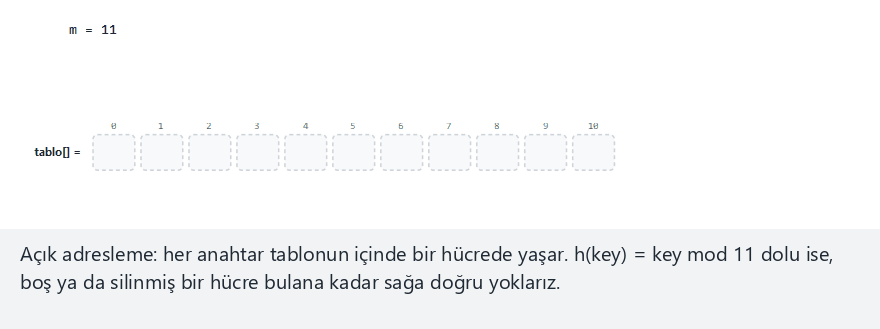 m = 11
0 1 2 3 4 5 6 7 8 9 10
tablo[] =
Açık adresleme: her anahtar tablonun içinde bir hücrede yaşar. h(key) = key mod 11 dolu ise,
boş ya da silinmiş bir hücre bulana kadar sağa doğru yoklarız.